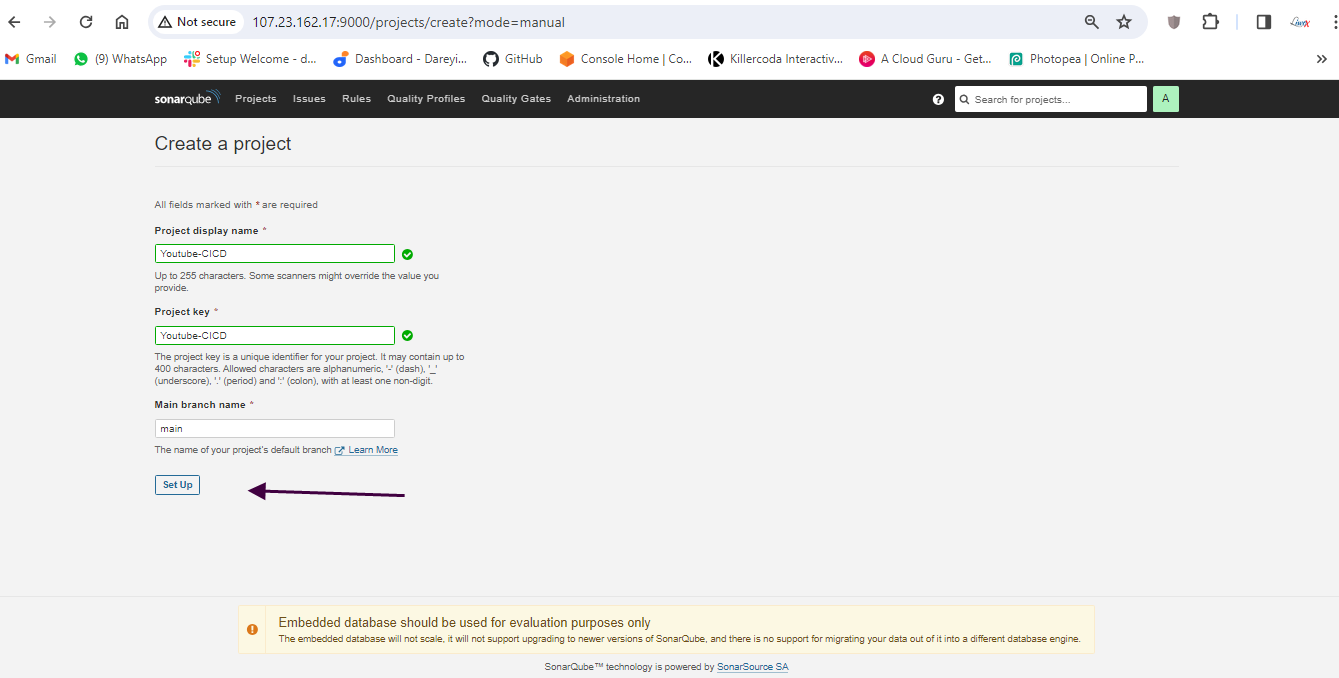 Not secure
107.23.162.17:9000/projects/create?mode=manual
Gmail
(9) WhatsApp
Setup Welcome - d...
Dashboard - Dareyi...
GitHub
Console Home | Co...
Killercoda Interactiv...
A Cloud Guru - Get...
Photopea | Online P...
sonarqube
Projects
Issues
Rules
Quality Profiles
Quality Gates
Administration
Search for projects...
A
Create a project
All fields marked with * are required
Project display name *
Youtube-CICD
Up to 255 characters. Some scanners might override the value you
provide.
Project key *
Youtube-CICD
The project key is a unique identifier for your project. It may contain up to
400 characters. Allowed characters are alphanumeric, '-' (dash), '_'
(underscore), '.' (period) and ':' (colon), with at least one non-digit.
Main branch name *
main
The name of your project's default branch Learn More
Set Up
Embedded database should be used for evaluation purposes only
The embedded database will not scale, it will not support upgrading to newer versions of SonarQube, and there is no support for migrating your data out of it into a different database engine.
SonarQube™ technology is powered by SonarSource SA